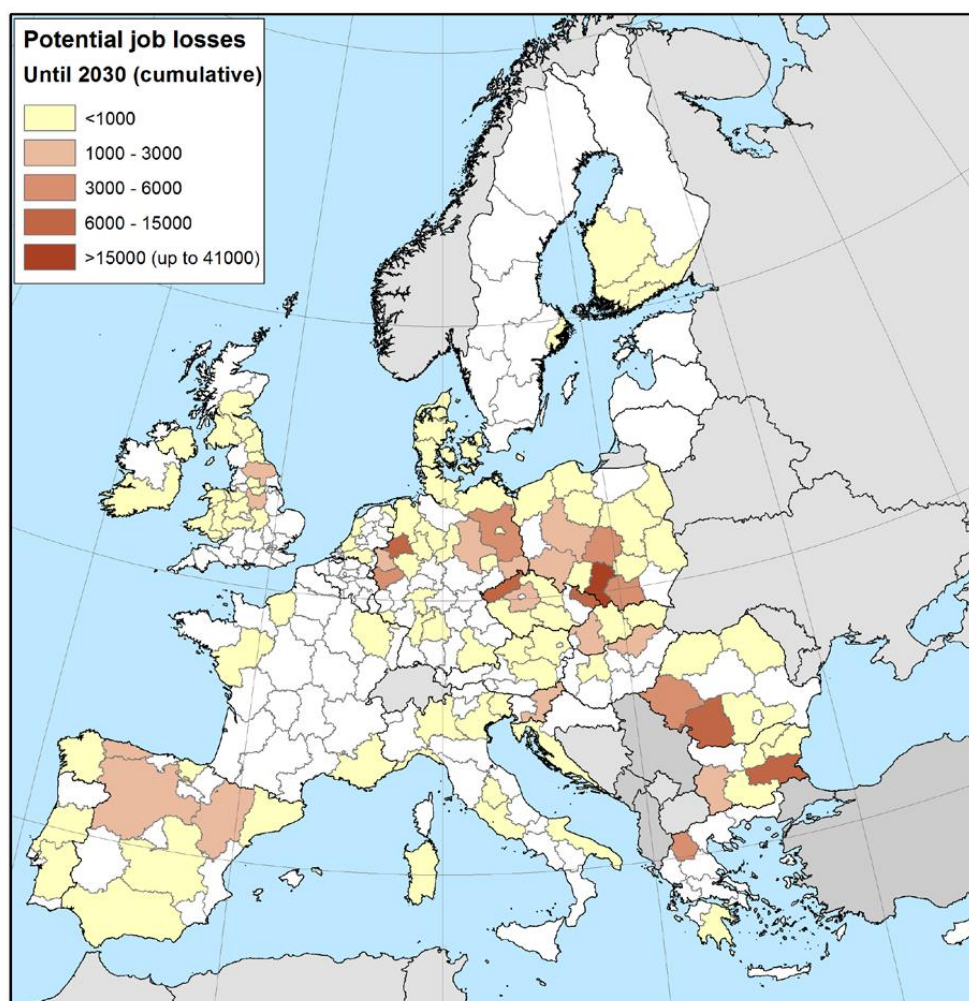 Potential job losses
Until 2030 (cumulative)
<1000
1000 - 3000
3000 - 6000
6000 - 15000
>15000 (up to 41000)